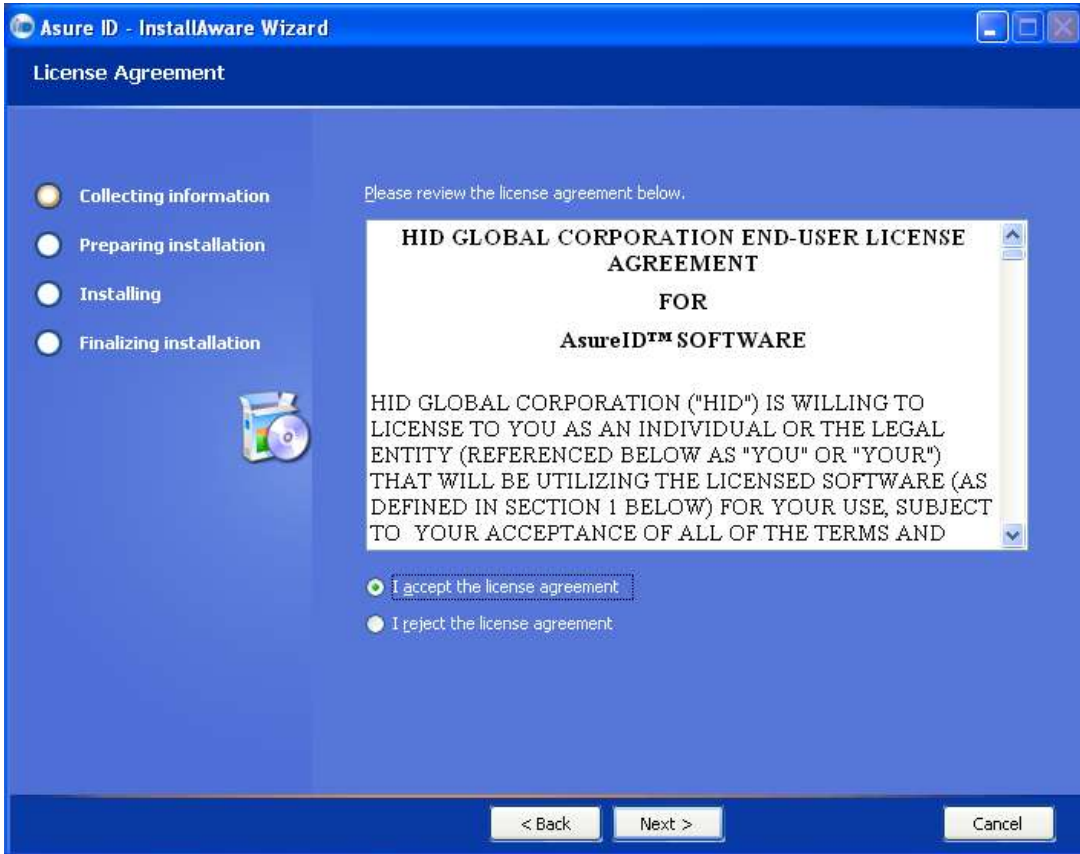 Asure ID - InstallAware Wizard
License Agreement
Collecting information
Preparing installation
Installing
Finalizing installation
Please review the license agreement below.
HID GLOBAL CORPORATION END-USER LICENSE
AGREEMENT
FOR
AsureID™ SOFTWARE
HID GLOBAL CORPORATION ("HID") IS WILLING TO
LICENSE TO YOU AS AN INDIVIDUAL OR THE LEGAL
ENTITY (REFERENCED BELOW AS "YOU" OR "YOUR")
THAT WILL BE UTILIZING THE LICENSED SOFTWARE (AS
DEFINED IN SECTION 1 BELOW) FOR YOUR USE, SUBJECT
TO YOUR ACCEPTANCE OF ALL OF THE TERMS AND
I accept the license agreement
I reject the license agreement
< Back
Next >
Cancel